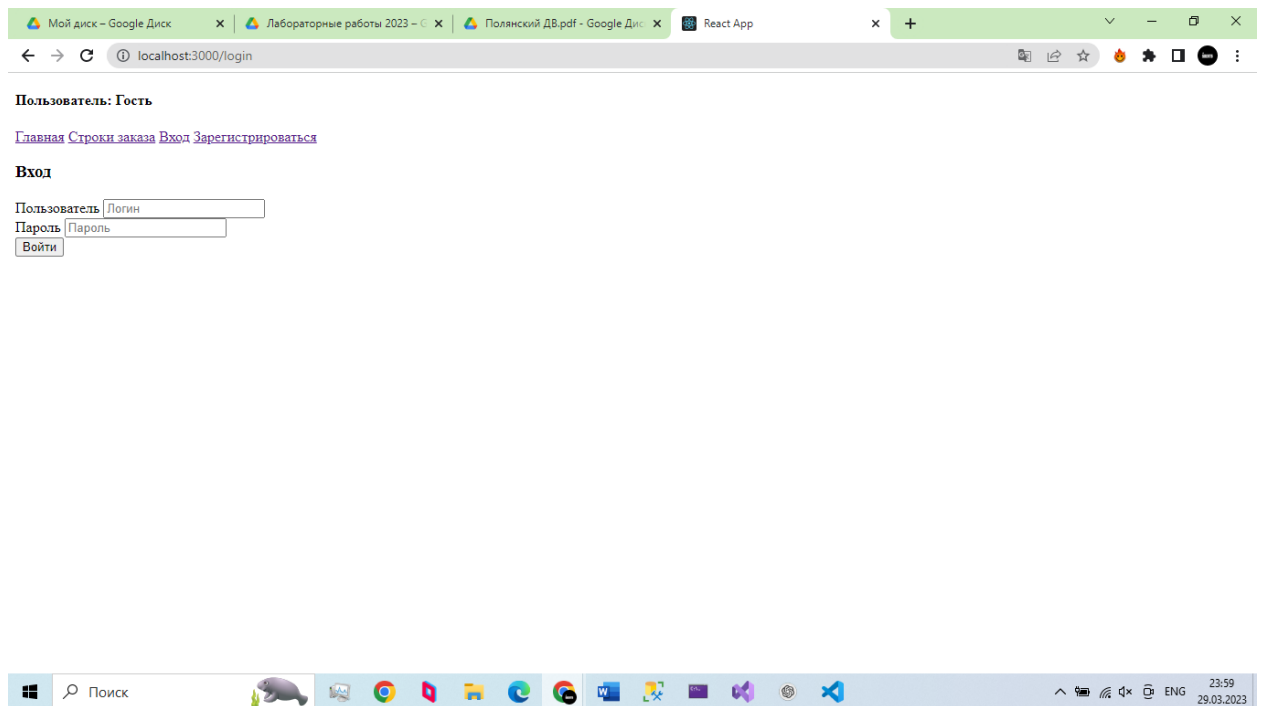 Мой диск – Google Диск
Лабораторные работы 2023 – G
Полянский ДВ.pdf - Google Дис
React App
localhost:3000/login
Пользователь: Гость
Главная Строки заказа Вход Зарегистрироваться
Вход
Пользователь Логин
Пароль Пароль
Войти
Поиск
ENG
23:59
29.03.2023